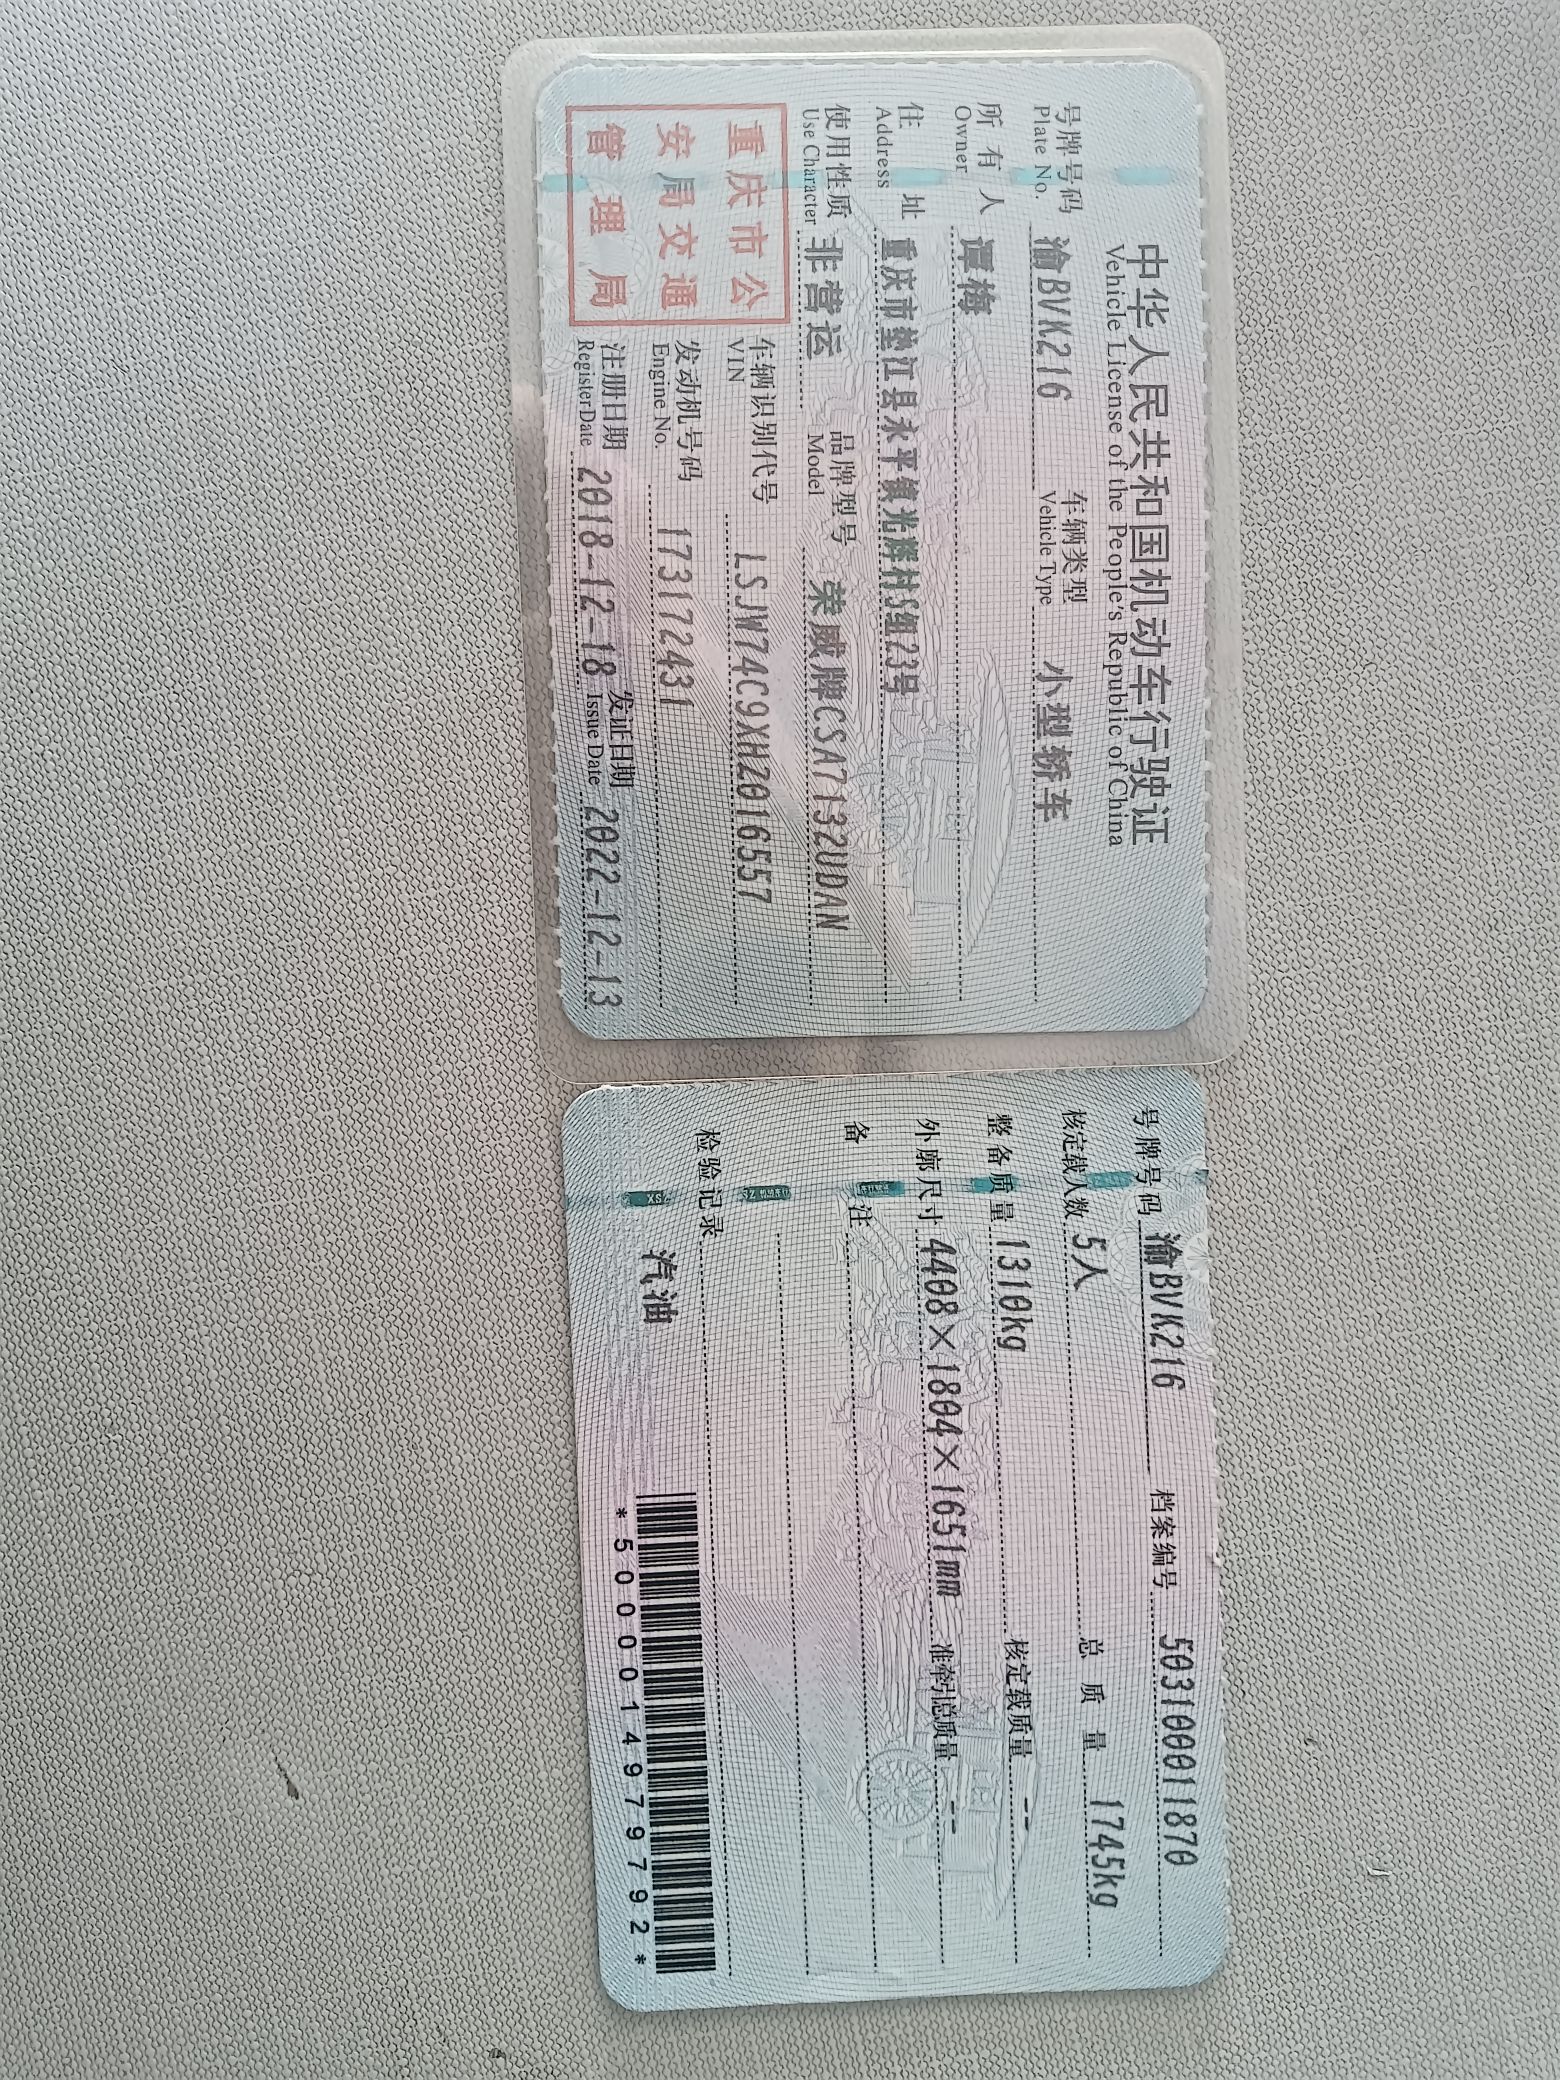 中华人民共和国机动车行驶证
Vehicle License of the People's Republic of China
号牌号码 渝BVK216 车辆类型 小型轿车
Plate No. Vehicle Type
所有人 谭梅
Owner
住址 重庆市垫江县永平镇光辉村5组23号
Address
使用性质 非营运 品牌型号 荣威牌CSA7132UDAN
Use Character Model
重庆市公
安局交通
管理局
车辆识别代号 LSJW74C9XHZ016557
VIN
发动机号码 173172431
Engine No.
注册日期 2018-12-18 发证日期 2022-12-13
Register Date Issue Date
号牌号码 渝BVK216 档案编号 503100011870
核定载人数 5人 总质量 1745kg
整备质量 1310kg 核定载质量 --
外廓尺寸 4408×1804×1651mm 准牵引总质量 --
备注
检验记录
汽油
*500014979792*